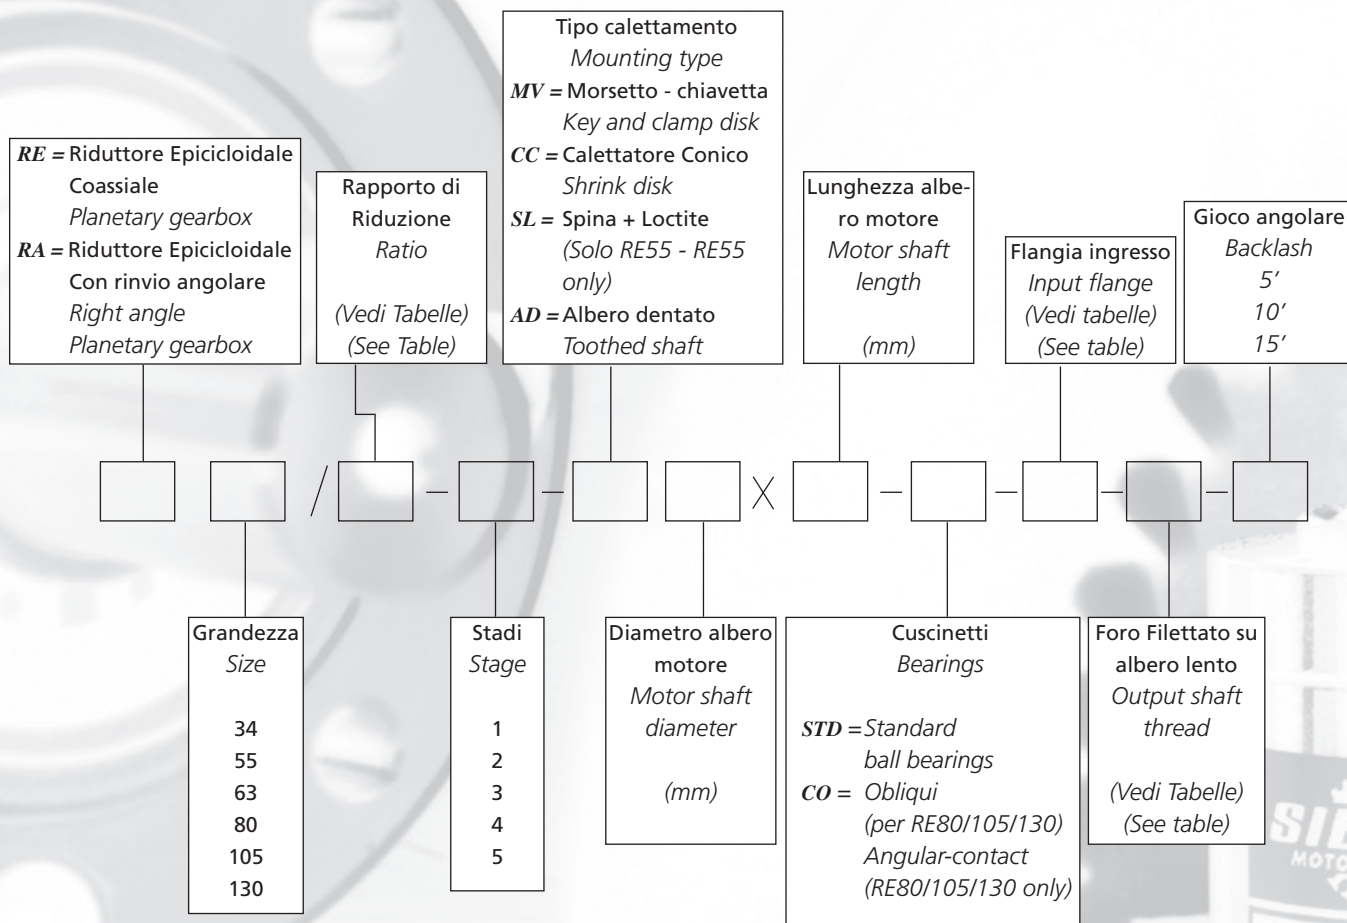 Tipo calettamento
Mounting type
MV = Morsetto - chiavetta
Key and clamp disk
CC = Calettatore Conico
Shrink disk
SL = Spina + Loctite
(Solo RE55 - RE55
only)
AD = Albero dentato
Toothed shaft
RE = Riduttore Epicicloidale
Coassiale
Planetary gearbox
RA = Riduttore Epicicloidale
Con rinvio angolare
Right angle
Planetary gearbox
Rapporto di
Riduzione
Ratio
(Vedi Tabelle)
(See Table)
Lunghezza albe-
ro motore
Motor shaft
length
(mm)
Flangia ingresso
Input flange
(Vedi tabelle)
(See table)
Gioco angolare
Backlash
5’
10’
15’
/ – – X – – – –
Grandezza
Size
34
55
63
80
105
130
Stadi
Stage
1
2
3
4
5
Diametro albero
motore
Motor shaft
diameter
(mm)
Cuscinetti
Bearings
STD = Standard
ball bearings
CO = Obliqui
(per RE80/105/130)
Angular-contact
(RE80/105/130 only)
Foro Filettato su
albero lento
Output shaft
thread
(Vedi Tabelle)
(See table)